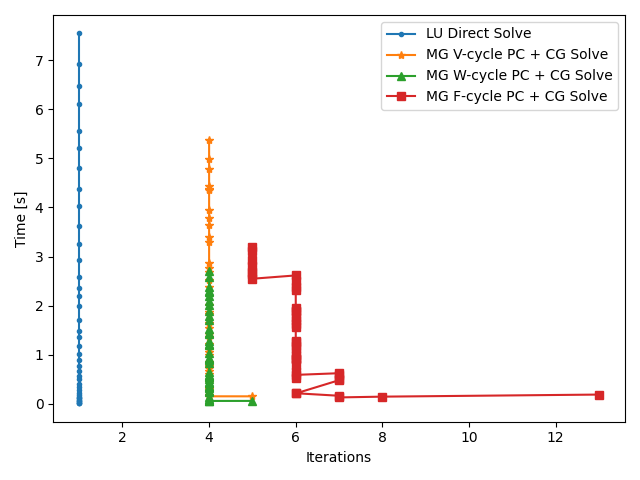 LU Direct Solve
MG V-cycle PC + CG Solve
MG W-cycle PC + CG Solve
MG F-cycle PC + CG Solve
Time [s]
7
6
5
4
3
2
1
0
2
4
6
8
10
12
Iterations